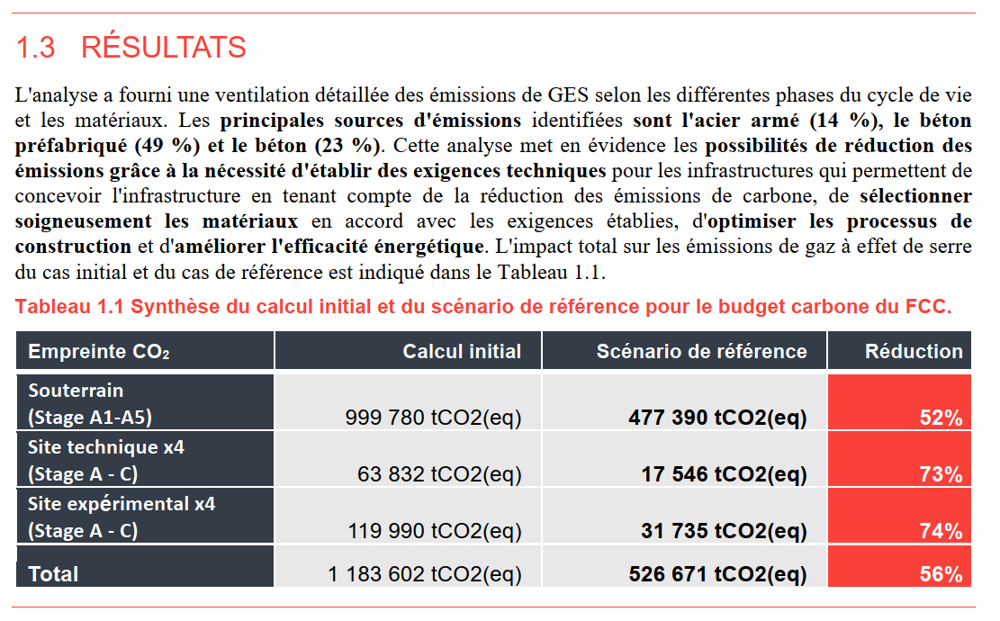 1.3 RÉSULTATS
L'analyse a fourni une ventilation détaillée des émissions de GES selon les différentes phases du cycle de vie
et les matériaux. Les principales sources d'émissions identifiées sont l'acier armé (14 %), le béton
préfabriqué (49 %) et le béton (23 %). Cette analyse met en évidence les possibilités de réduction des
émissions grâce à la nécessité d'établir des exigences techniques pour les infrastructures qui permettent de
concevoir l'infrastructure en tenant compte de la réduction des émissions de carbone, de sélectionner
soigneusement les matériaux en accord avec les exigences établies, d'optimiser les processus de
construction et d'améliorer l'efficacité énergétique. L'impact total sur les émissions de gaz à effet de serre
du cas initial et du cas de référence est indiqué dans le Tableau 1.1.
Tableau 1.1 Synthèse du calcul initial et du scénario de référence pour le budget carbone du FCC.
Empreinte CO₂ Calcul initial Scénario de référence Réduction
Souterrain
(Stage A1-A5) 999 780 tCO2(eq) 477 390 tCO2(eq) 52%
Site technique x4
(Stage A - C) 63 832 tCO2(eq) 17 546 tCO2(eq) 73%
Site expérimental x4
(Stage A - C) 119 990 tCO2(eq) 31 735 tCO2(eq) 74%
Total 1 183 602 tCO2(eq) 526 671 tCO2(eq) 56%